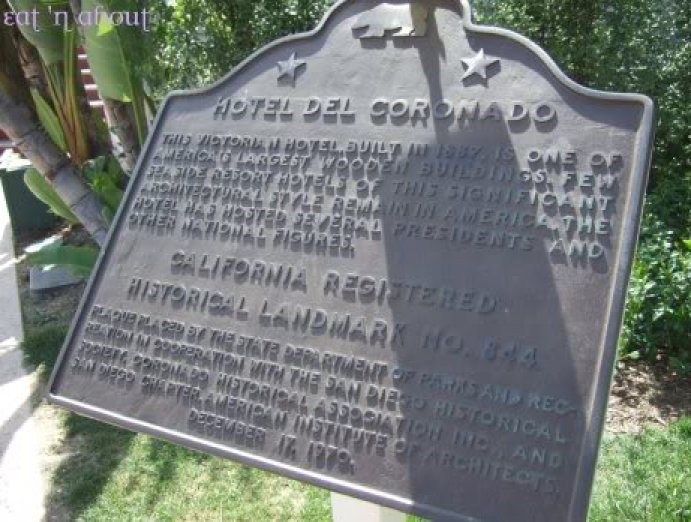 eat 'n about
HOTEL DEL CORONADO
THIS VICTORIAN HOTEL, BUILT IN 1887, IS ONE OF
AMERICA'S LARGEST WOODEN BUILDINGS. FEW
SEASIDE RESORT HOTELS OF THIS SIGNIFICANT
ARCHITECTURAL STYLE REMAIN IN AMERICA. THE
HOTEL HAS HOSTED SEVERAL PRESIDENTS AND
OTHER NATIONAL FIGURES.
CALIFORNIA REGISTERED
HISTORICAL LANDMARK NO. 844
PLAQUE PLACED BY THE STATE DEPARTMENT OF PARKS AND REC-
REATION IN COOPERATION WITH THE SAN DIEGO HISTORICAL
SOCIETY, CORONADO HISTORICAL ASSOCIATION INC., AND
SAN DIEGO CHAPTER, AMERICAN INSTITUTE OF ARCHITECTS.
DECEMBER 17, 1970.